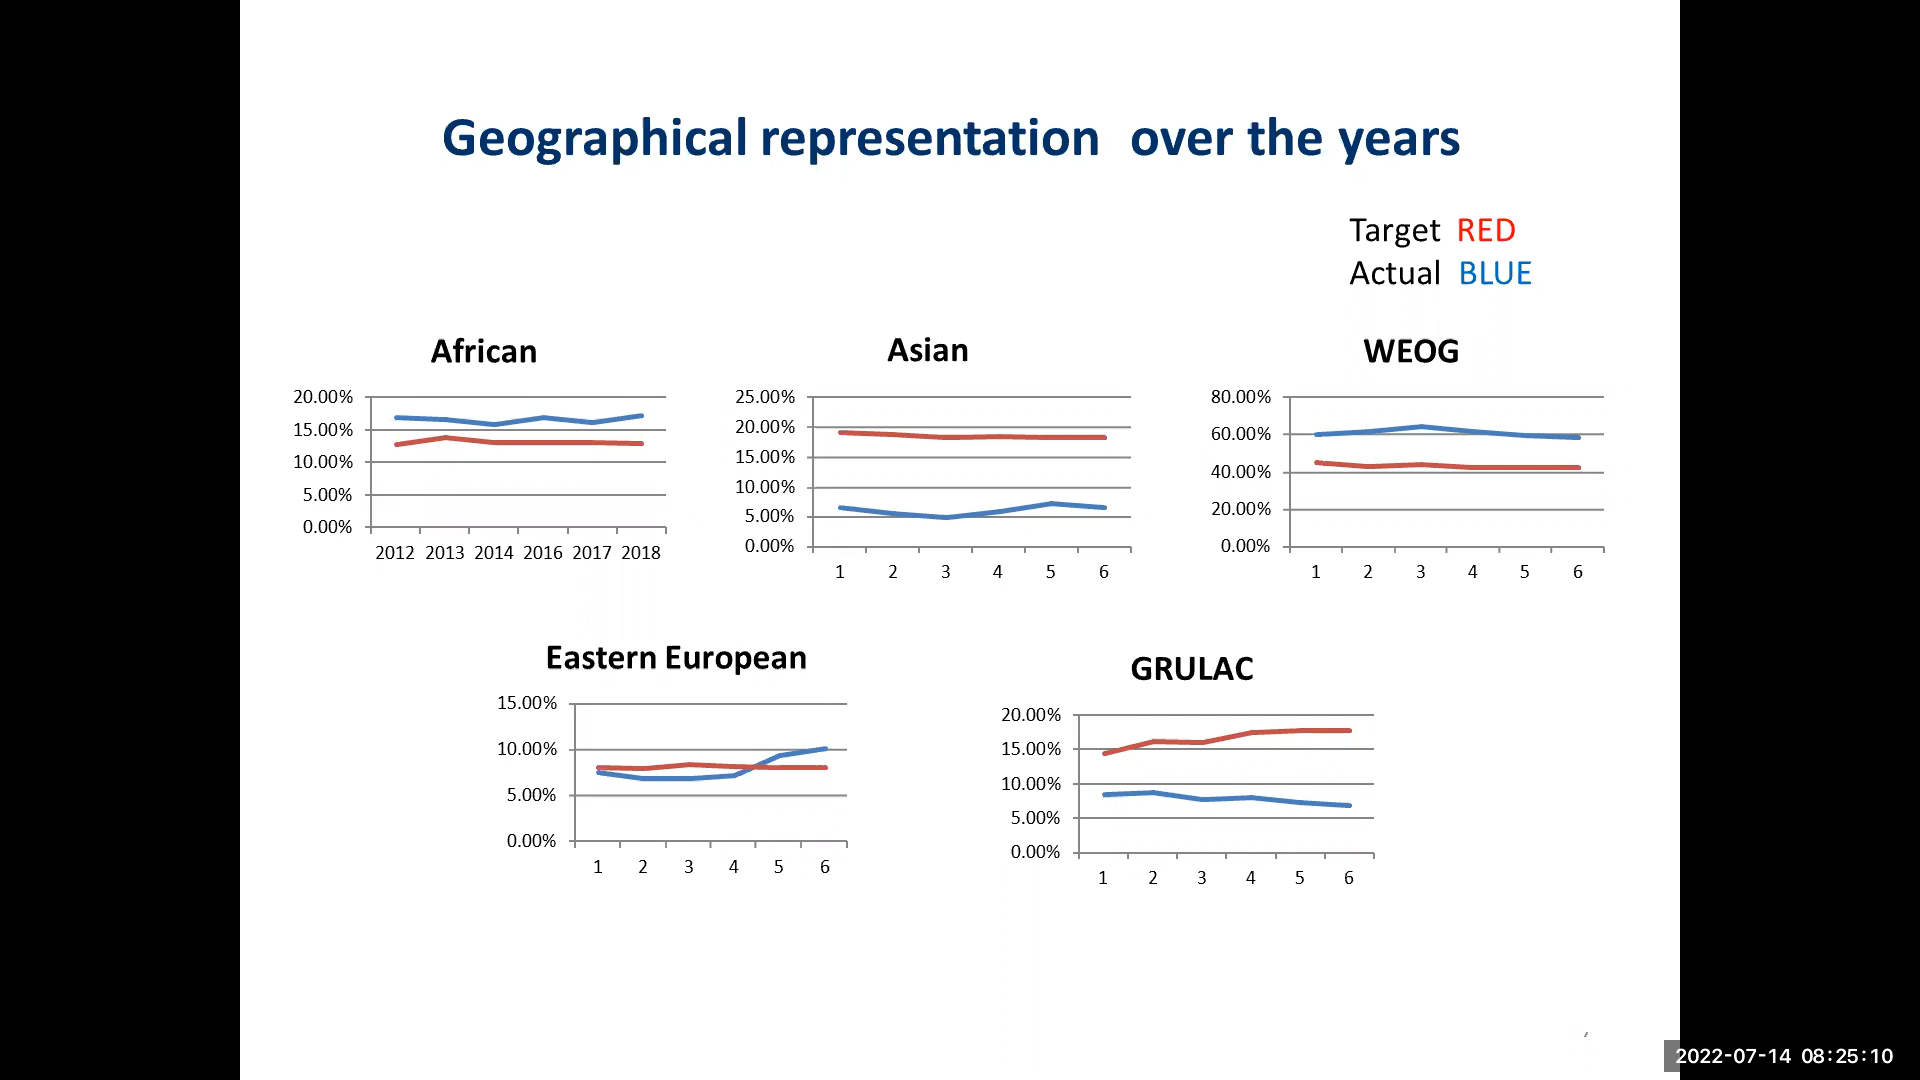 Geographical representation over the years
Target RED
Actual BLUE
African
20.00%
15.00%
10.00%
5.00%
0.00%
2012 2013 2014 2016 2017 2018
Asian
25.00%
20.00%
15.00%
10.00%
5.00%
0.00%
1 2 3 4 5 6
WEOG
80.00%
60.00%
40.00%
20.00%
0.00%
1 2 3 4 5 6
Eastern European
15.00%
10.00%
5.00%
0.00%
1 2 3 4 5 6
GRULAC
20.00%
15.00%
10.00%
5.00%
0.00%
1 2 3 4 5 6
2022-07-14 08:25:10